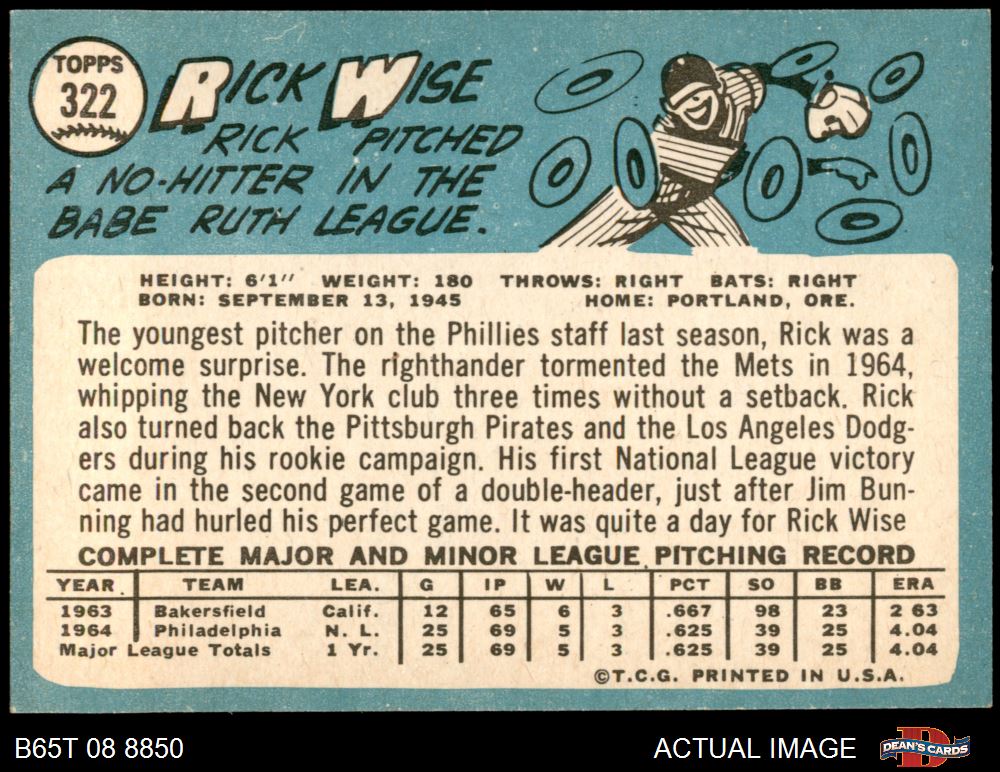 TOPPS
322
RICK WISE
RICK PITCHED
A NO-HITTER IN THE
BABE RUTH LEAGUE.
0 0 0 0 0 0 0 0
HEIGHT: 6'1" WEIGHT: 180 THROWS: RIGHT BATS: RIGHT
BORN: SEPTEMBER 13, 1945 HOME: PORTLAND, ORE.
The youngest pitcher on the Phillies staff last season, Rick was a
welcome surprise. The righthander tormented the Mets in 1964,
whipping the New York club three times without a setback. Rick
also turned back the Pittsburgh Pirates and the Los Angeles Dodg-
ers during his rookie campaign. His first National League victory
came in the second game of a double-header, just after Jim Bun-
ning had hurled his perfect game. It was quite a day for Rick Wise
COMPLETE MAJOR AND MINOR LEAGUE PITCHING RECORD
YEAR TEAM LEA. G IP W L PCT SO BB ERA
1963 Bakersfield Calif. 12 65 6 3 .667 98 23 2 63
1964 Philadelphia N. L. 25 69 5 3 .625 39 25 4.04
Major League Totals 1 Yr. 25 69 5 3 .625 39 25 4.04
©T.C.G. PRINTED IN U.S.A.
B65T 08 8850 ACTUAL IMAGE DEAN'S CARDS